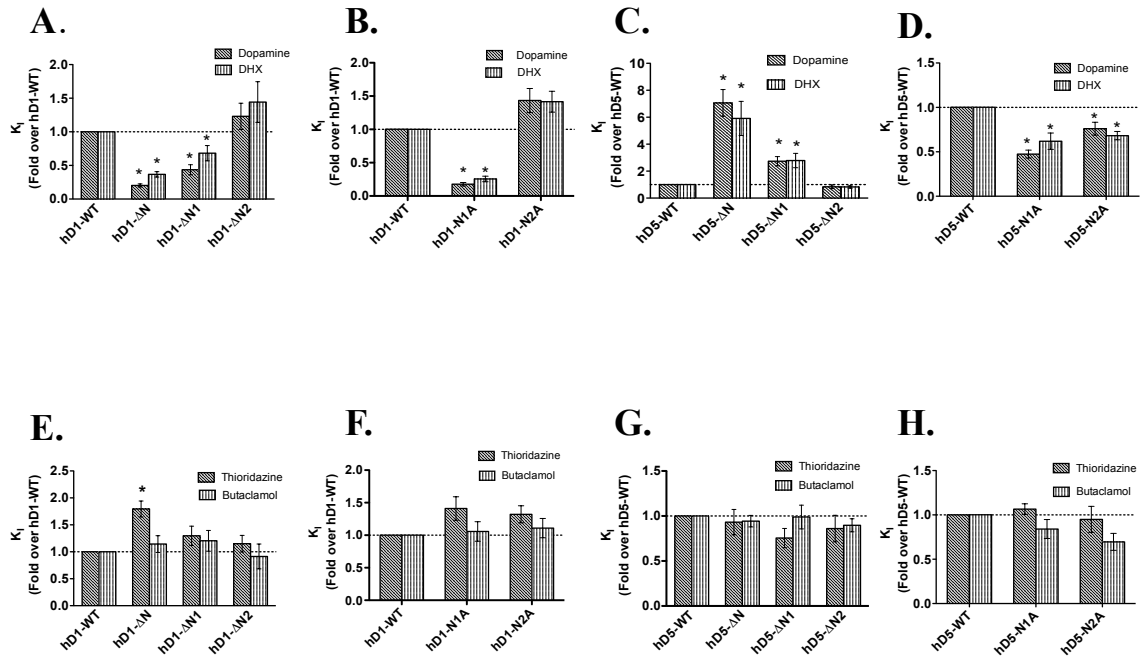 A.
Dopamine
DHX
K_I
(Fold over hD1-WT)
2.0
1.5
1.0
0.5
0.0
hD1-WT
hD1-ΔN
hD1-ΔN1
hD1-ΔN2
* * * *
B.
Dopamine
DHX
K_I
(Fold over hD1-WT)
2.0
1.5
1.0
0.5
0.0
hD1-WT
hD1-N1A
hD1-N2A
* *
C.
Dopamine
DHX
K_I
(Fold over hD5-WT)
10
8
6
4
2
0
hD5-WT
hD5-ΔN
hD5-ΔN1
hD5-ΔN2
* * * *
D.
Dopamine
DHX
K_I
(Fold over hD5-WT)
1.5
1.0
0.5
0.0
hD5-WT
hD5-N1A
hD5-N2A
* * * *
E.
Thioridazine
Butaclamol
K_I
(Fold over hD1-WT)
2.5
2.0
1.5
1.0
0.5
0.0
hD1-WT
hD1-ΔN
hD1-ΔN1
hD1-ΔN2
*
F.
Thioridazine
Butaclamol
K_I
(Fold over hD1-WT)
2.0
1.5
1.0
0.5
0.0
hD1-WT
hD1-N1A
hD1-N2A
G.
Thioridazine
Butaclamol
K_I
(Fold over hD5-WT)
1.5
1.0
0.5
0.0
hD5-WT
hD5-ΔN
hD5-ΔN1
hD5-ΔN2
H.
Thioridazine
Butaclamol
K_I
(Fold over hD5-WT)
1.5
1.0
0.5
0.0
hD5-WT
hD5-N1A
hD5-N2A